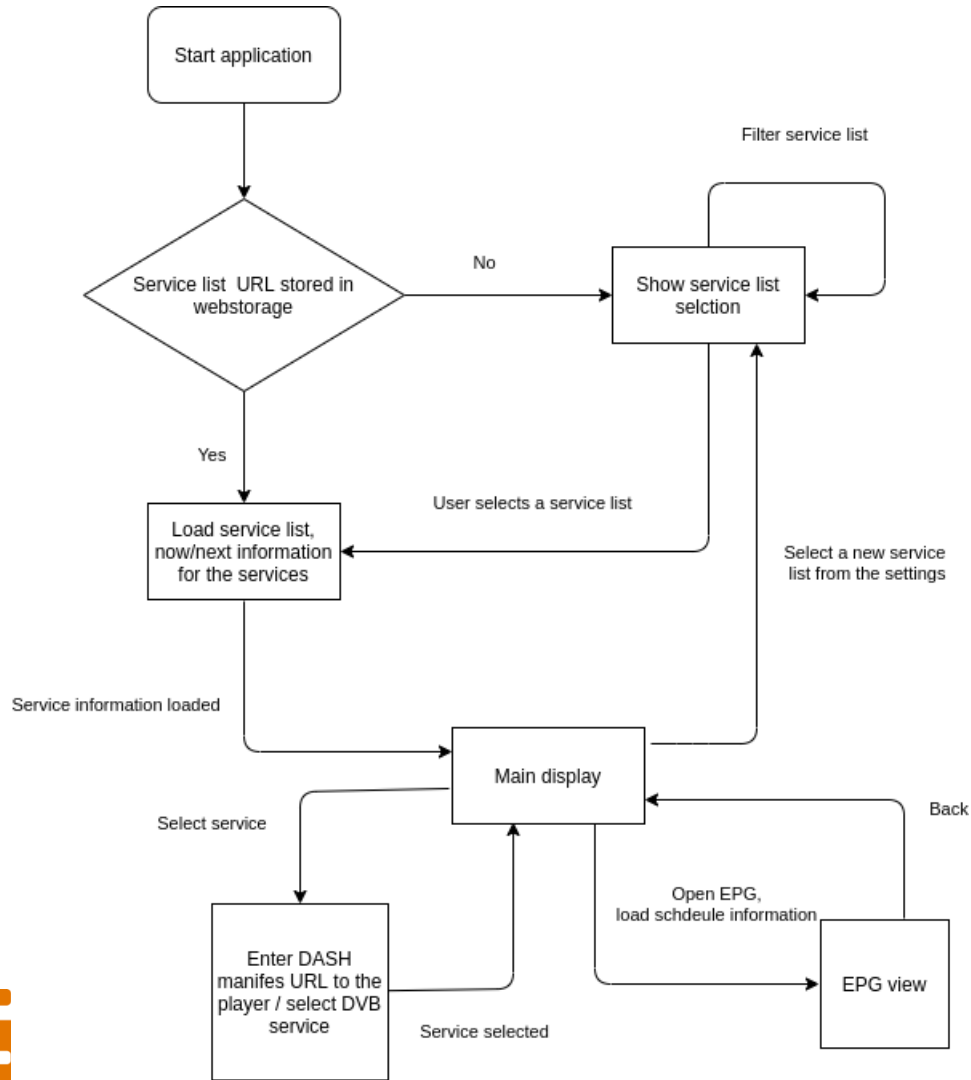 Start application
Filter service list
Service list  URL stored in
webstorage
No
Show service list
selction
Yes
User selects a service list
Load service list,
now/next information
for the services
Select a new service
list from the settings
Service information loaded
Main display
Select service
Back
Open EPG,
load schdeule information
Enter DASH
manifes URL to the
player / select DVB
service
EPG view
Service selected